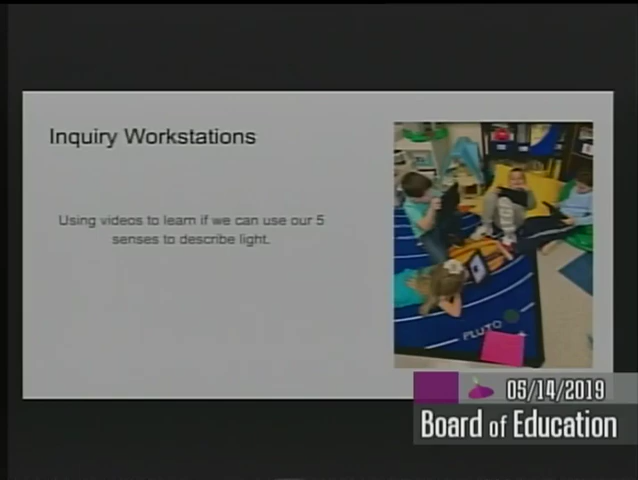 Inquiry Workstations
Using videos to learn if we can use our 5
senses to describe light.
PLUTO
05/14/2019
Board of Education